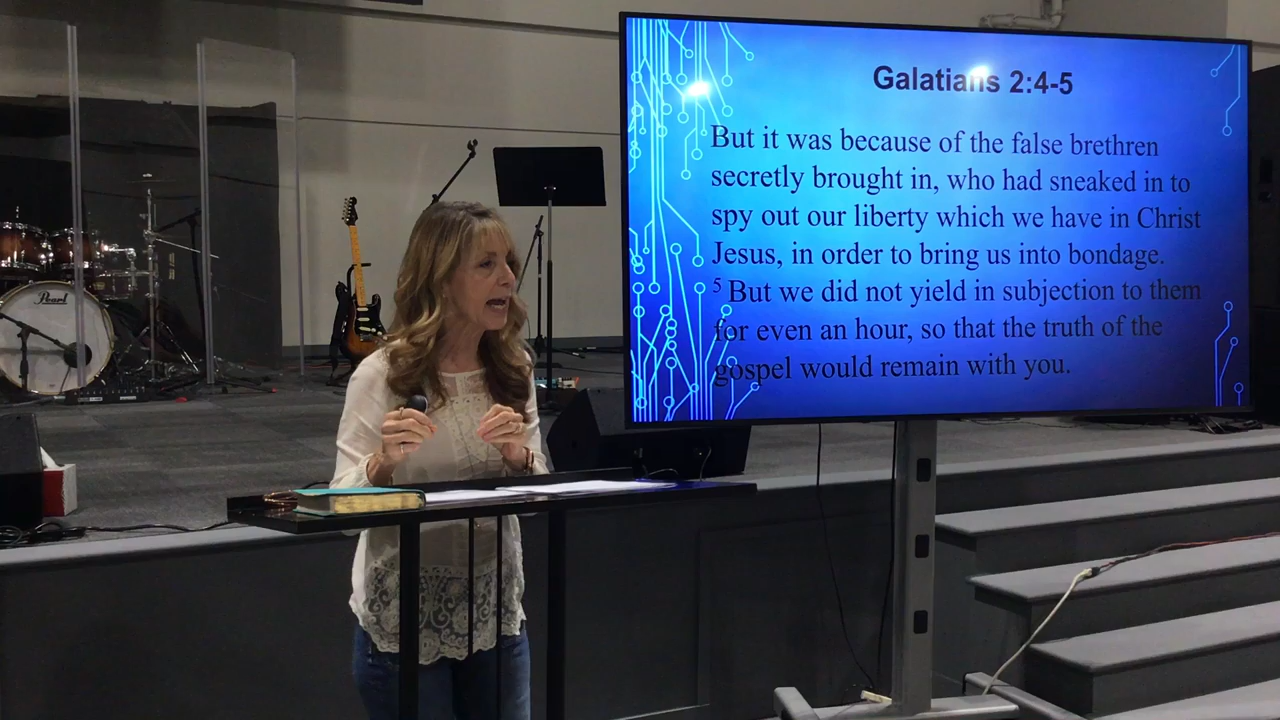 Galatians 2:4-5
But it was because of the false brethren
secretly brought in, who had sneaked in to
spy out our liberty which we have in Christ
Jesus, in order to bring us into bondage.
5 But we did not yield in subjection to them
for even an hour, so that the truth of the
gospel would remain with you.
Pearl